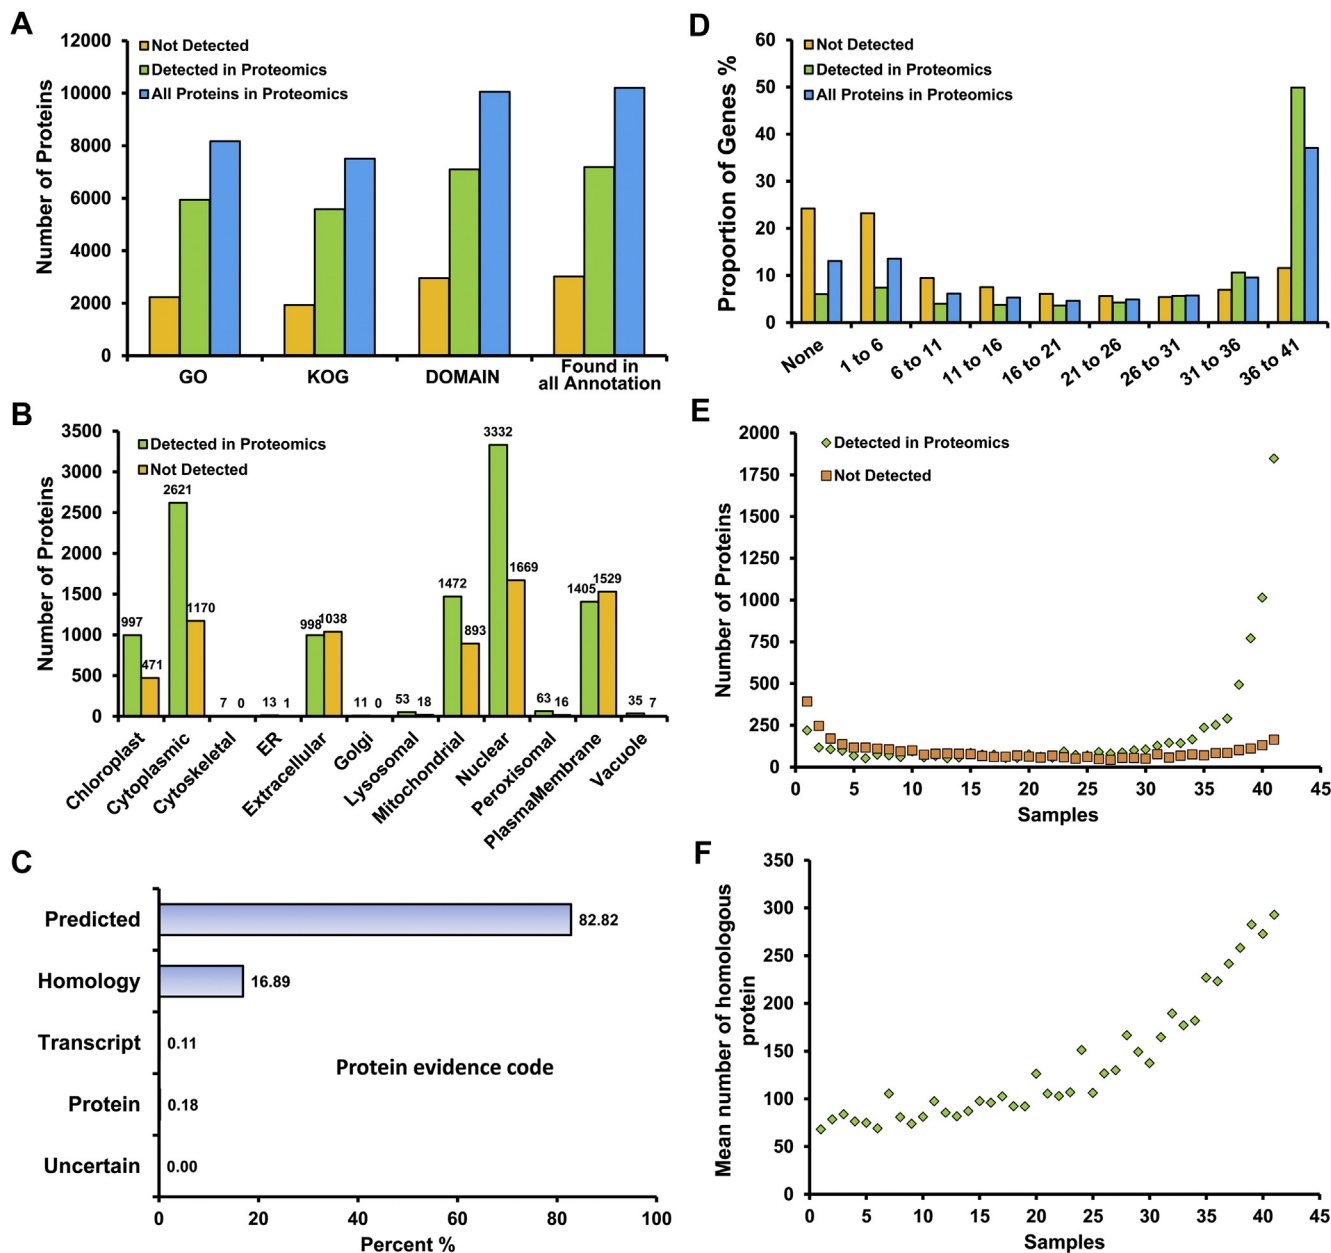 A
Number of Proteins
12000
10000
8000
6000
4000
2000
0
Not Detected
Detected in Proteomics
All Proteins in Proteomics
GO
KOG
DOMAIN
Found in
all Annotation
B
Number of Proteins
3500
3000
2500
2000
1500
1000
500
0
Detected in Proteomics
Not Detected
997
471
2621
1170
7
0
13
1
998
1038
11
0
53
18
1472
893
3332
1669
63
16
1405
1529
35
7
Chloroplast
Cytoplasmic
Cytoskeletal
ER
Extracellular
Golgi
Lysosomal
Mitochondrial
Nuclear
Peroxisomal
PlasmaMembrane
Vacuole
C
Predicted
82.82
Homology
16.89
Transcript
0.11
Protein
0.18
Uncertain
0.00
Protein evidence code
0 20 40 60 80 100
Percent %
D
Proportion of Genes %
60
50
40
30
20
10
0
Not Detected
Detected in Proteomics
All Proteins in Proteomics
None
1 to 6
6 to 11
11 to 16
16 to 21
21 to 26
26 to 31
31 to 36
36 to 41
E
Number of Proteins
2000
1750
1500
1250
1000
750
500
250
0
Detected in Proteomics
Not Detected
0 5 10 15 20 25 30 35 40 45
Samples
F
Mean number of homologous
protein
350
300
250
200
150
100
50
0
0 5 10 15 20 25 30 35 40 45
Samples